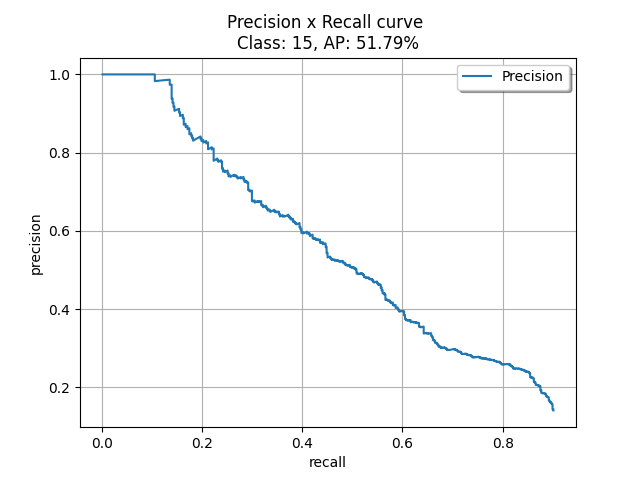 Precision x Recall curve
Class: 15, AP: 51.79%
Precision
1.0
0.8
0.6
0.4
0.2
precision
0.0 0.2 0.4 0.6 0.8
recall